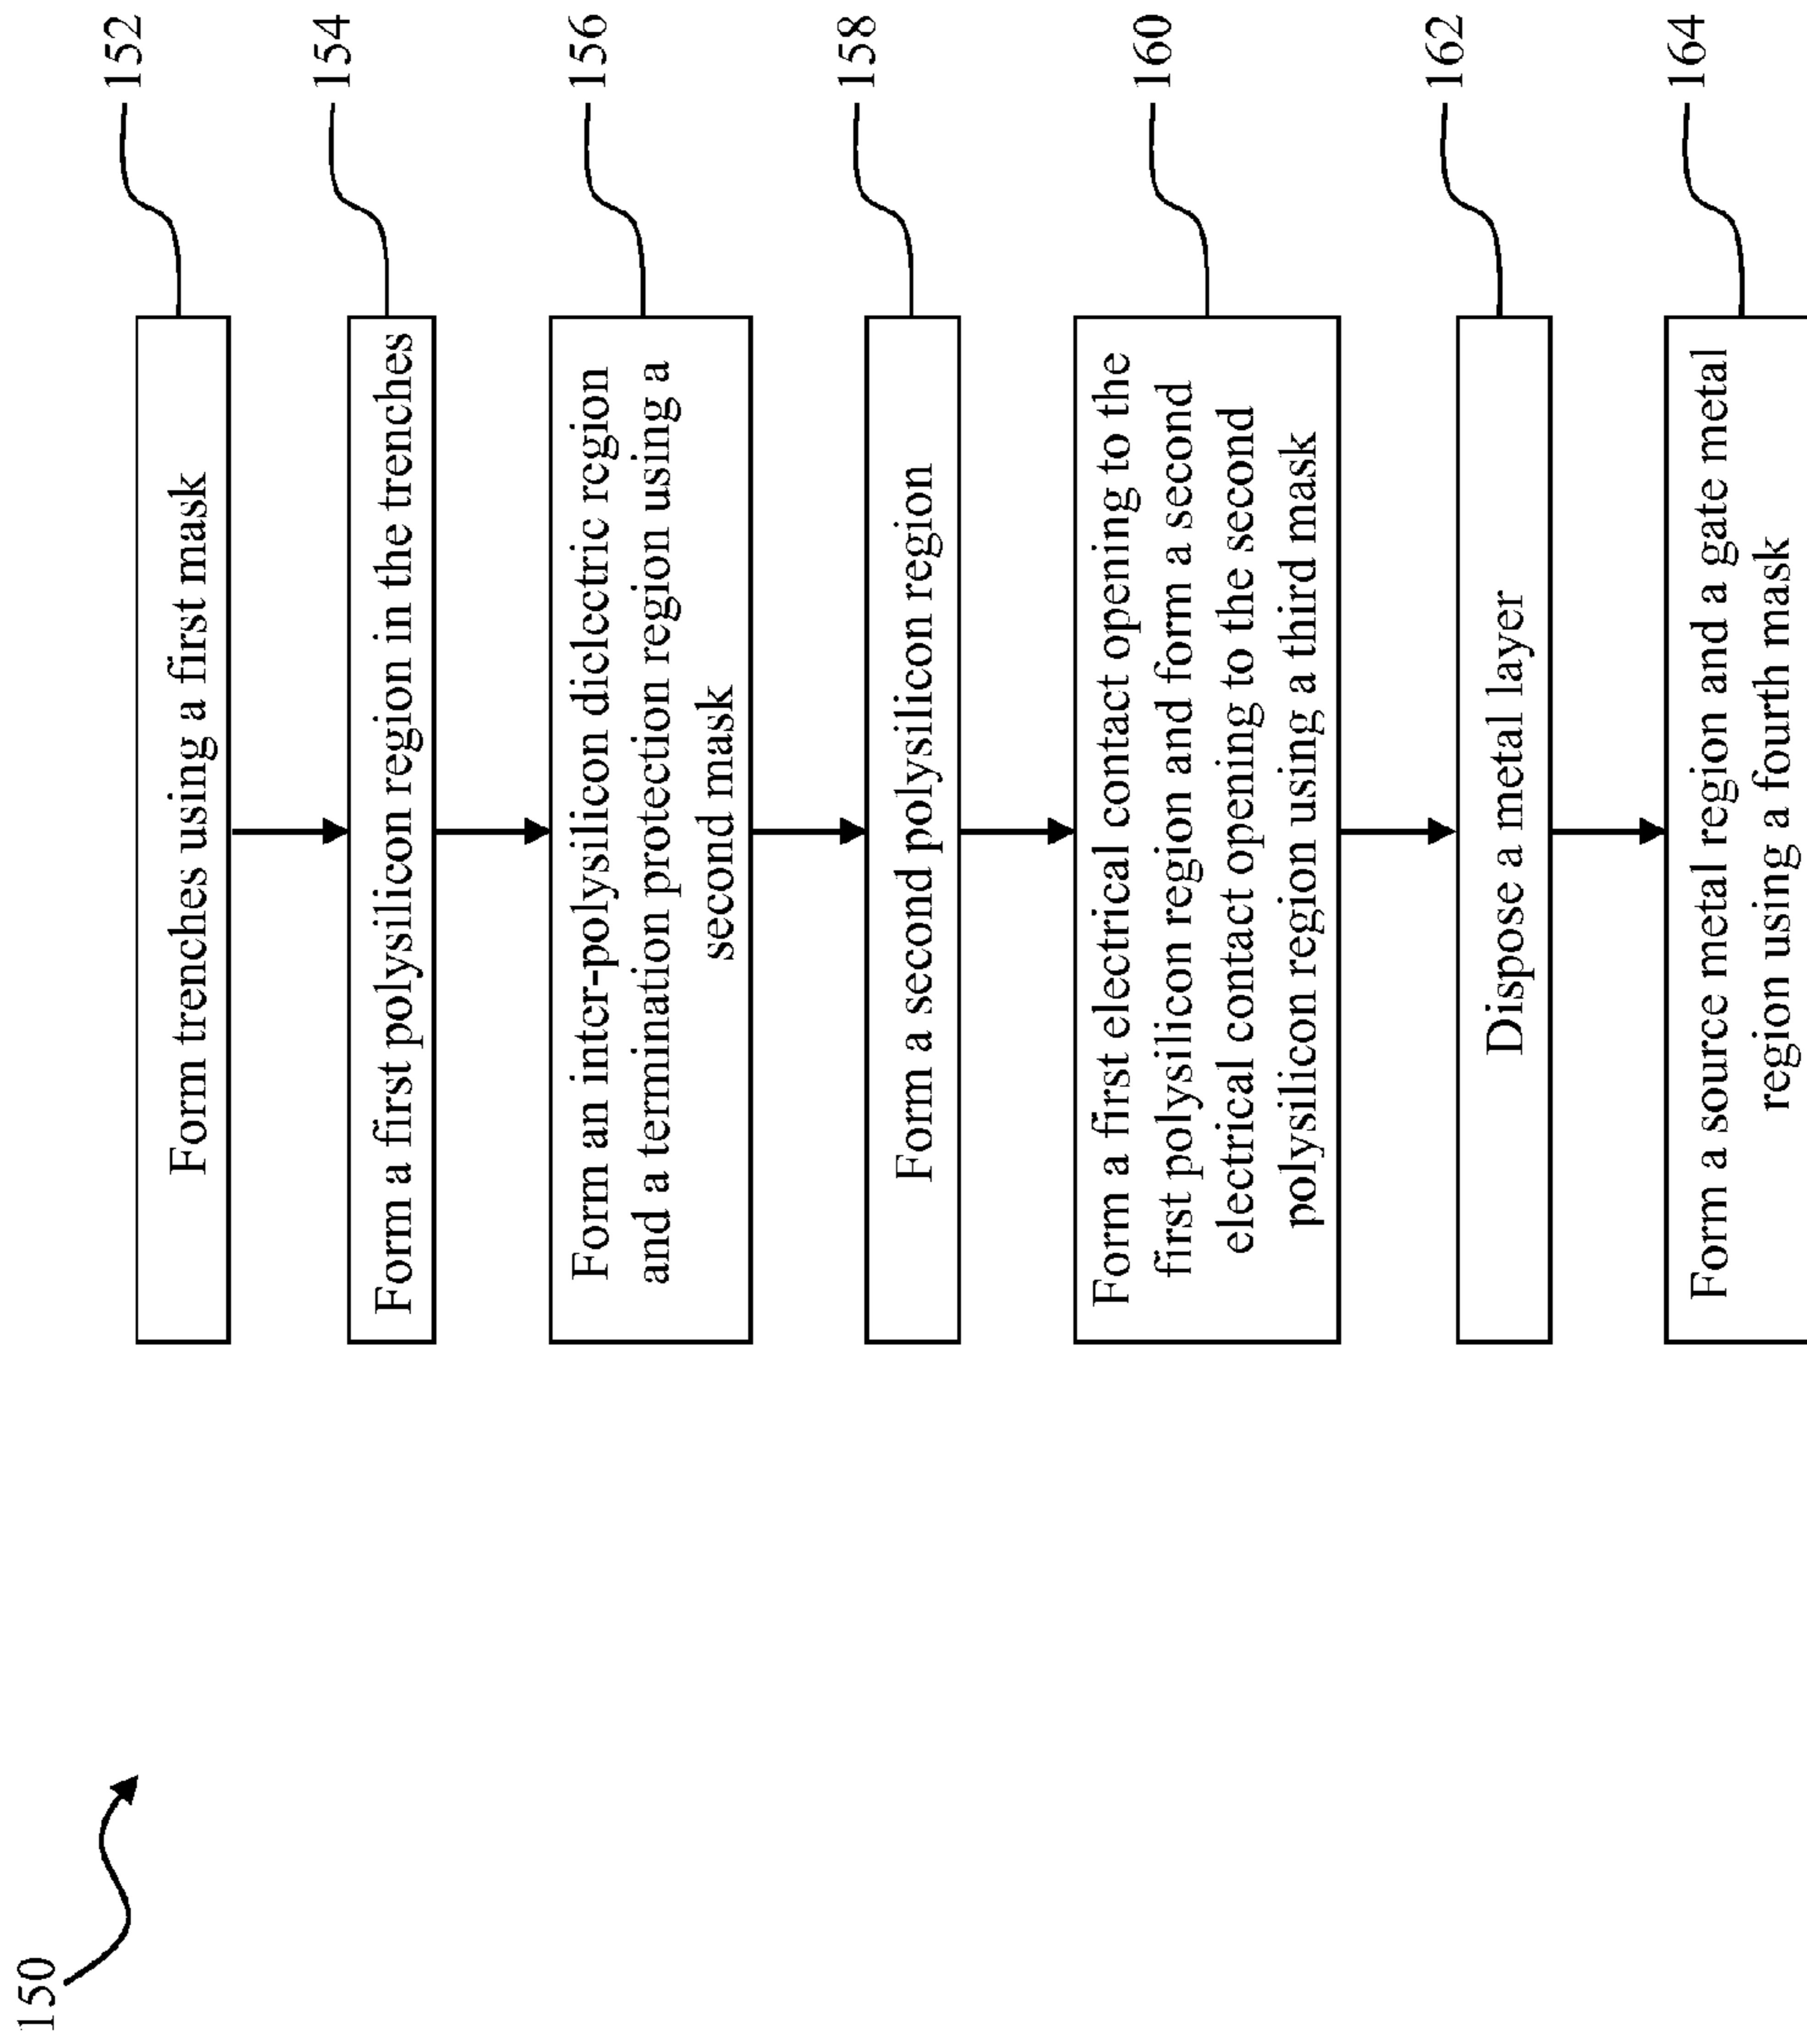 150
Form trenches using a first mask
152
Form a first polysilicon region in the trenches
154
Form an inter-polysilicon dielectric region
and a termination protection region using a
second mask
156
Form a second polysilicon region
158
Form a first electrical contact opening to the
first polysilicon region and form a second
electrical contact opening to the second
polysilicon region using a third mask
160
Dispose a metal layer
162
Form a source metal region and a gate metal
region using a fourth mask
164